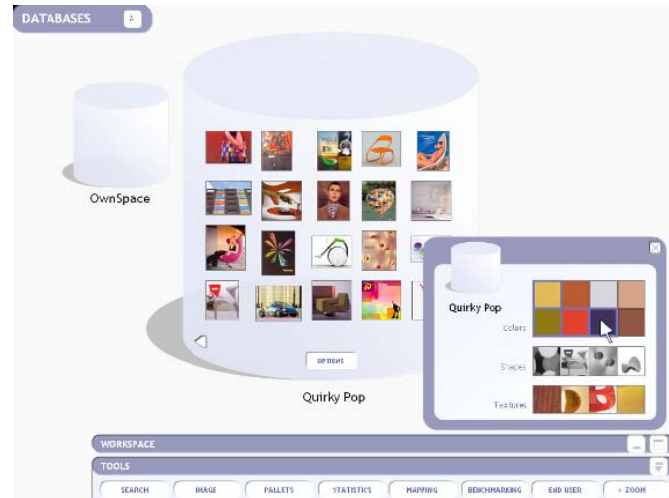 DATABASES
x
OwnSpace
Quirky Pop
Colors
Shapes
Textures
OPTIONS
Quirky Pop
WORKSPACE
TOOLS
SEARCH IMAGE PALLETS STATISTICS MAPPING BENCHMARKING END USER + ZOOM